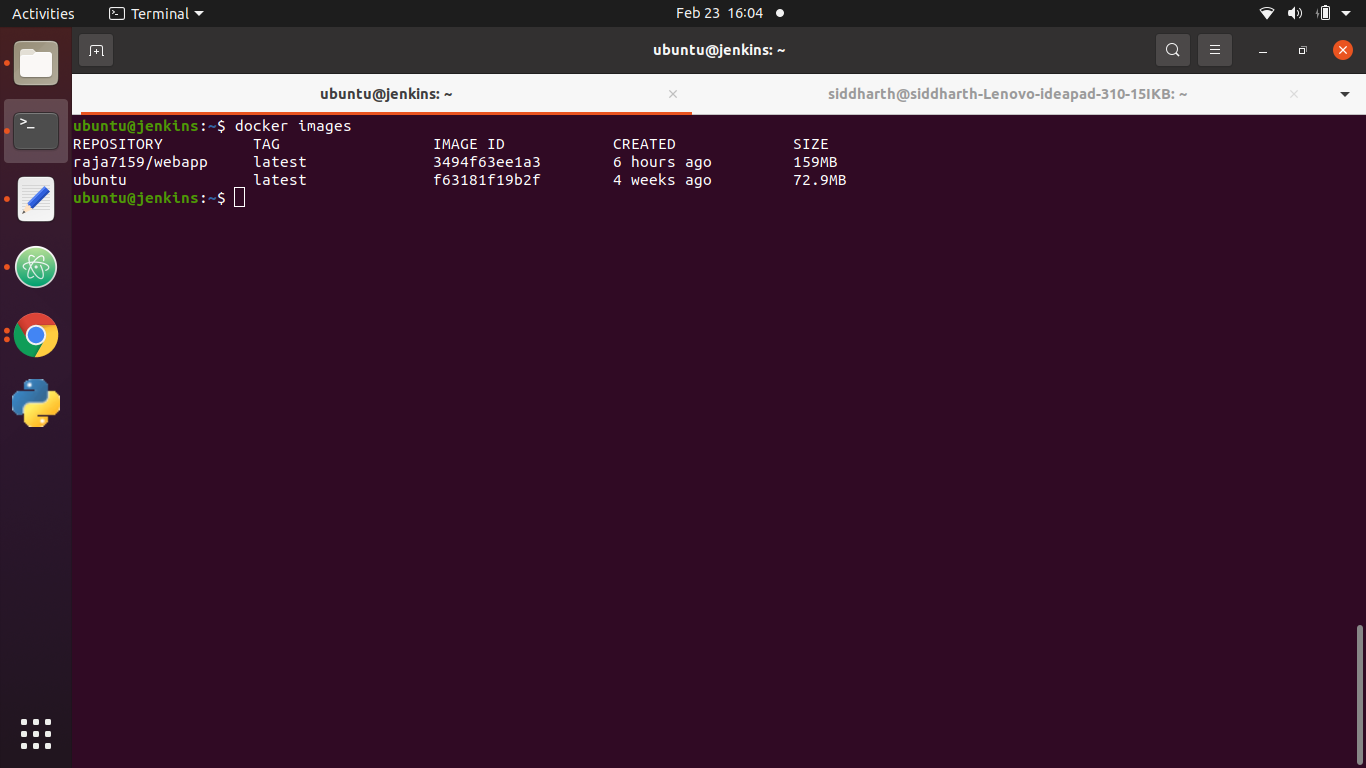 Activities Terminal Feb 23 16:04
ubuntu@jenkins: ~
ubuntu@jenkins: ~ siddharth@siddharth-Lenovo-ideapad-310-15IKB: ~
ubuntu@jenkins:~$ docker images
REPOSITORY TAG IMAGE ID CREATED SIZE
raja7159/webapp latest 3494f63ee1a3 6 hours ago 159MB
ubuntu latest f63181f19b2f 4 weeks ago 72.9MB
ubuntu@jenkins:~$